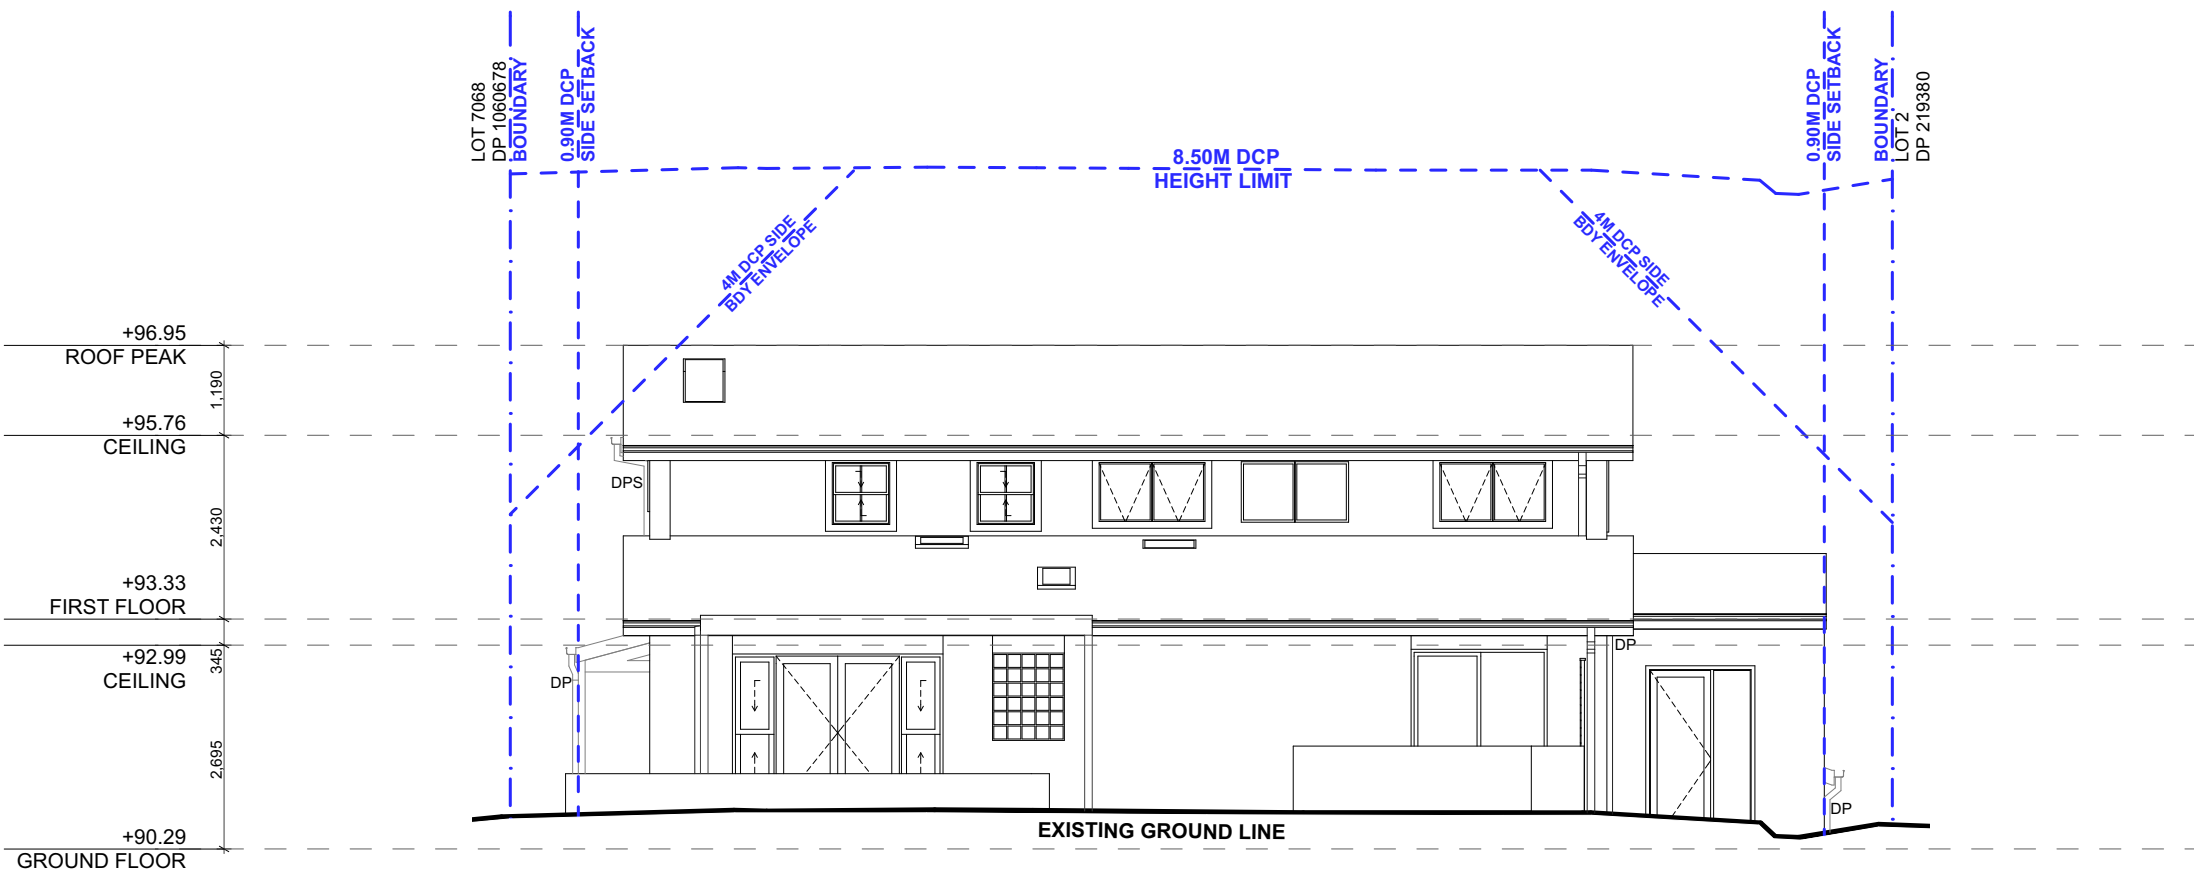 LOT 7068
DP 1060678
BOUNDARY
0.90M DCP
SIDE SETBACK
8.50M DCP
HEIGHT LIMIT
0.90M DCP
SIDE SETBACK
BOUNDARY
LOT 2
DP 219380
4M DCP SIDE
BDY ENVELOPE
4M DCP SIDE
BDY ENVELOPE
+96.95
ROOF PEAK
1,190
+95.76
CEILING
DPS
2,430
+93.33
FIRST FLOOR
345
+92.99
CEILING
DP
DP
2,695
DP
EXISTING GROUND LINE
+90.29
GROUND FLOOR